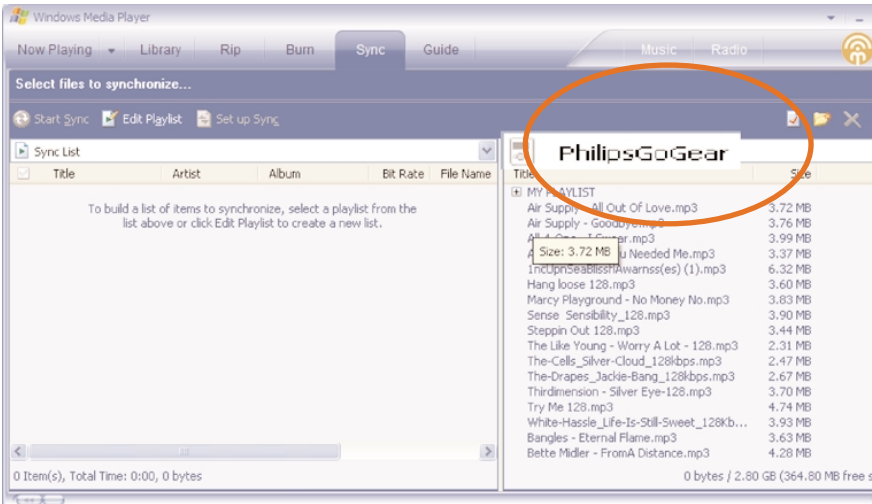 Windows Media Player
Now Playing Library Rip Burn Sync Guide Music Radio
Select files to synchronize...
Start Sync Edit Playlist Set up Sync
Sync List
Title Artist Album Bit Rate File Name
To build a list of items to synchronize, select a playlist from the
list above or click Edit Playlist to create a new list.
0 Item(s), Total Time: 0:00, 0 bytes
PhilipsGoGear
Title Size
MY PLAYLIST
Air Supply - All Out Of Love.mp3 3.72 MB
Air Supply - Goodbye.mp3 3.76 MB
All-4-One - I Swear.mp3 3.99 MB
Size: 3.72 MB
u Needed Me.mp3 3.37 MB
(1).mp3 6.32 MB
Hang loose 128.mp3 3.60 MB
Marcy Playground - No Money No.mp3 3.83 MB
Sense Sensibility_128.mp3 3.90 MB
Steppin Out 128.mp3 3.44 MB
The Like Young - Worry A Lot - 128.mp3 2.31 MB
The-Cells_Silver-Cloud_128kbps.mp3 2.47 MB
The-Drapes_Jackie-Bang_128kbps.mp3 2.67 MB
Thirdimension - Silver Eye-128.mp3 3.70 MB
Try Me 128.mp3 4.74 MB
White-Hassle_Life-Is-Still-Sweet_128Kb... 3.93 MB
Bangles - Eternal Flame.mp3 3.63 MB
Bette Midler - FromA Distance.mp3 4.28 MB
0 bytes / 2.80 GB (364.80 MB free s